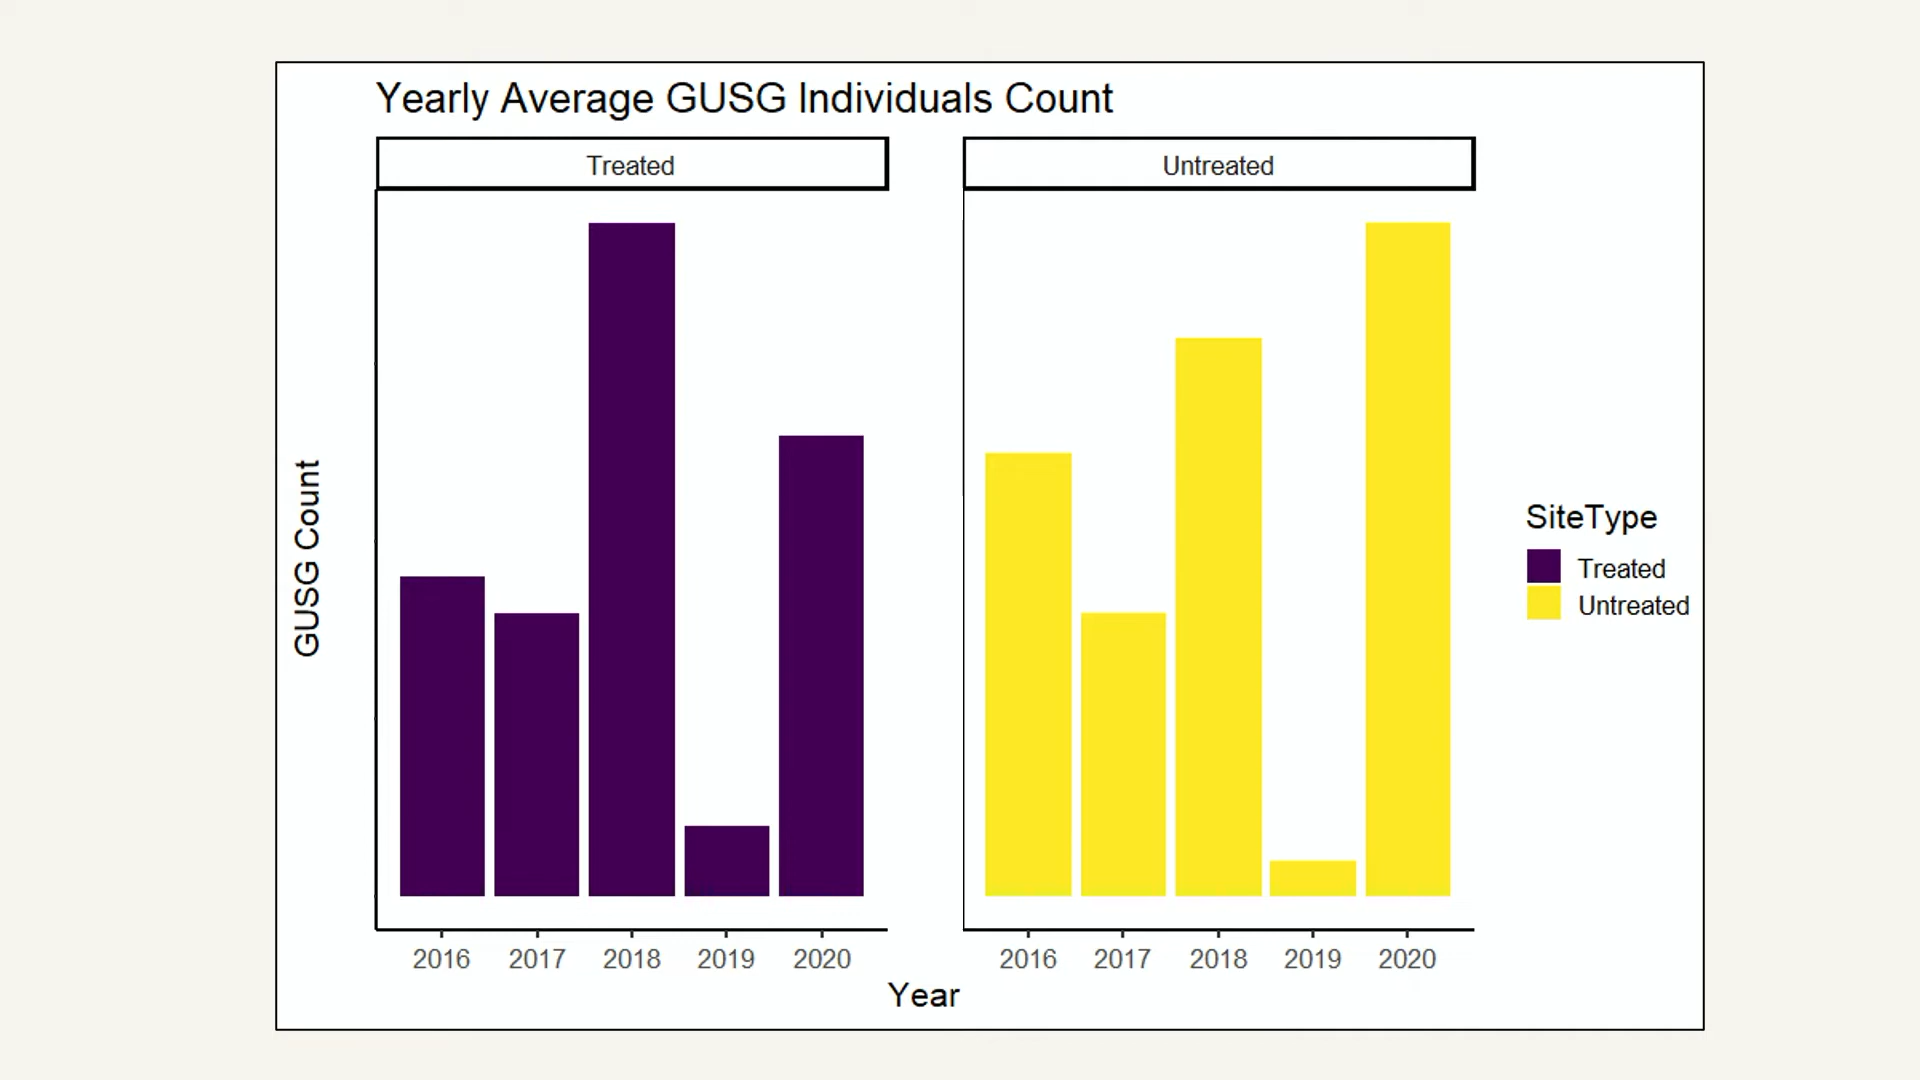 Yearly Average GUSG Individuals Count
Treated
Untreated
GUSG Count
SiteType
Treated
Untreated
2016 2017 2018 2019 2020
2016 2017 2018 2019 2020
Year